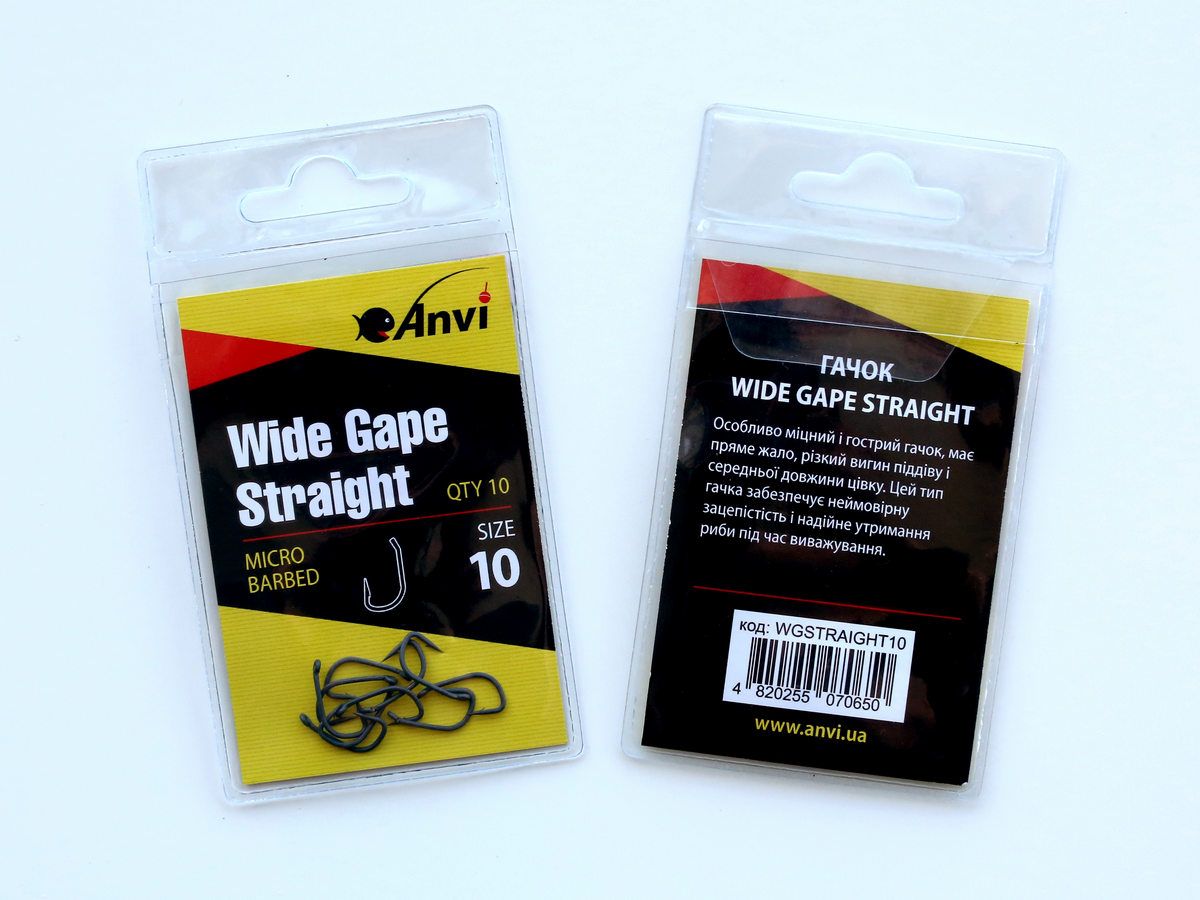 Anvi
Wide Gape
Straight
QTY 10
MICRO
BARBED
SIZE
10
ГАЧОК
WIDE GAPE STRAIGHT
Особливо міцний і гострий гачок, має
пряме жало, різкий вигин піддіву і
середньої довжини цівку. Цей тип
гачка забезпечує неймовірну
зацепістість і надійне утримання
риби під час виважування.
код: WGSTRAIGHT10
4 820255 070650
www.anvi.ua